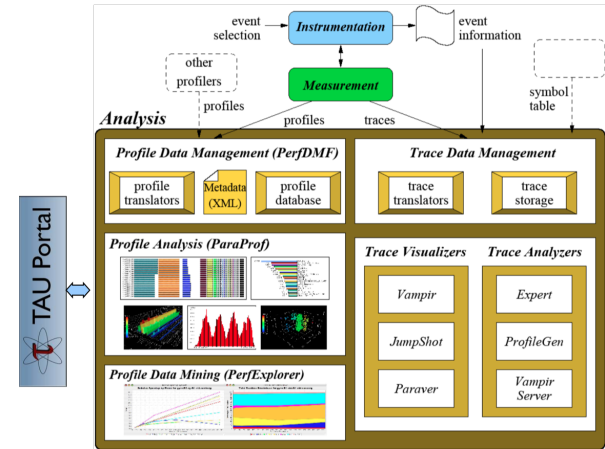 event
selection
Instrumentation
event
information
other
profilers
Measurement
symbol
table
profiles
profiles
traces
Analysis
Profile Data Management (PerfDMF)
profile
translators
Metadata
(XML)
profile
database
Trace Data Management
trace
translators
trace
storage
TAU Portal
Profile Analysis (ParaProf)
Trace Visualizers
Vampir
JumpShot
Paraver
Trace Analyzers
Expert
ProfileGen
Vampir
Server
Profile Data Mining (PerfExplorer)